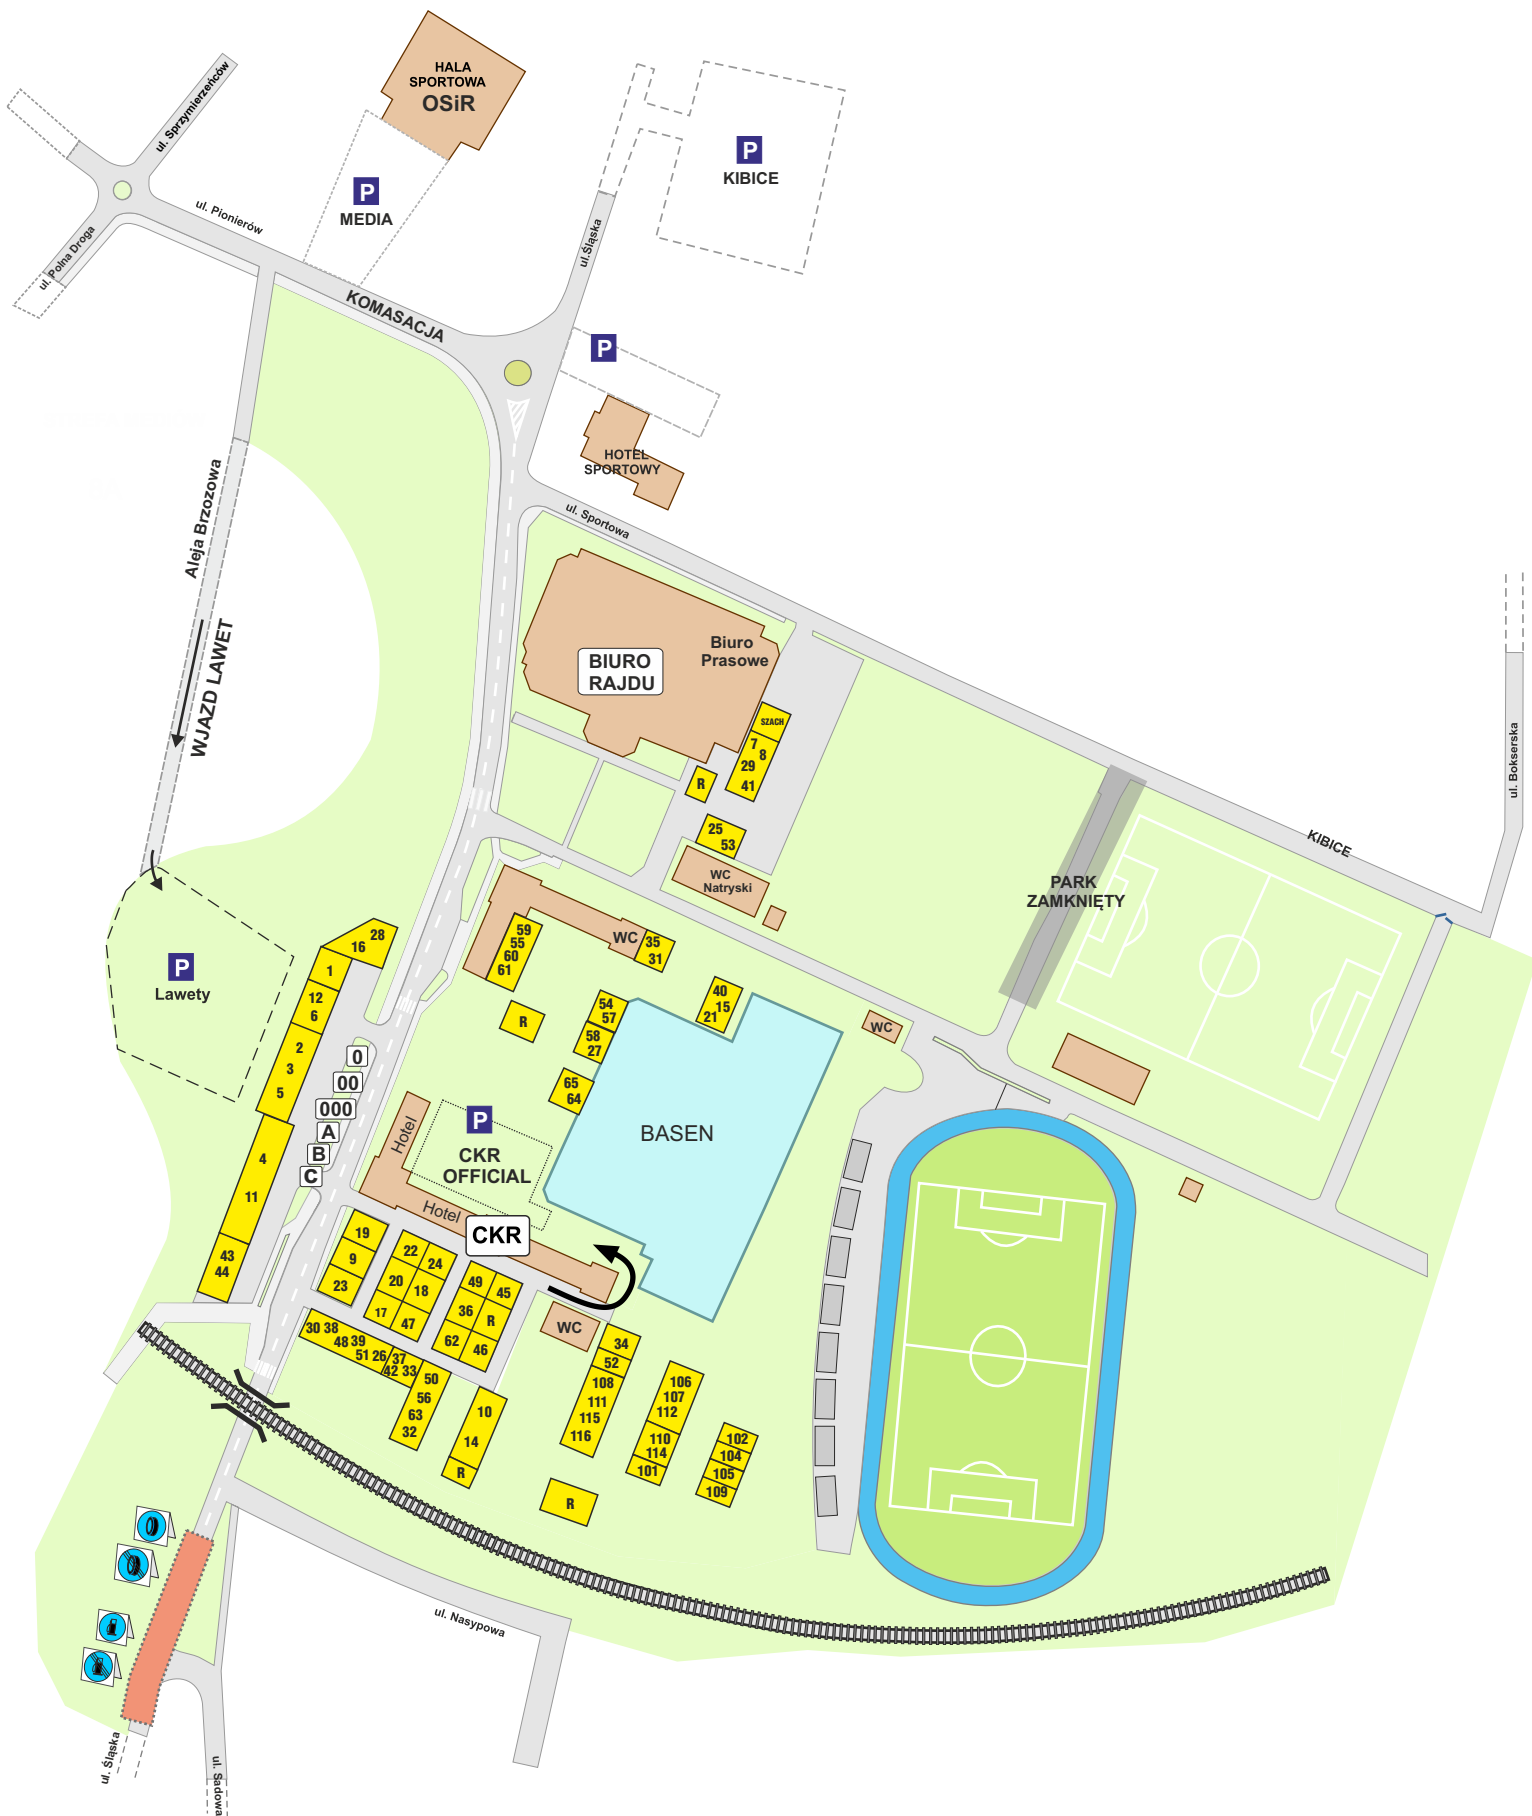 HALA
SPORTOWA
OSiR
ul. Sprzymierzeńców
P
KIBICE
P
MEDIA
ul. Pionierów
ul. Polna Droga
ul.Śląska
KOMASACJA
P
HOTEL
SPORTOWY
ul. Sportowa
Aleja Brzozowa
WJAZD LAWET
BIURO
RAJDU
Biuro
Prasowe
SZACH
7
8
29
41
R
25
53
WC
Natryski
ul. Bokserska
KIBICE
PARK
ZAMKNIĘTY
P
Lawety
28
16
1
12
6
2
3
5
4
11
43
44
0
00
000
A
B
C
59
55
60
61
WC
35
31
R
54
57
58
27
65
64
40
15
21
WC
BASEN
P
CKR
OFFICIAL
Hotel
Hotel
CKR
19
9
23
22
24
20
18
17
47
49
45
36
R
62
46
WC
30 38
48 39
51 26
37
42 33
50
56
63
32
10
14
R
34
52
108
111
115
116
106
107
112
110
114
101
102
104
105
109
R
ul. Nasypowa
ul. Śląska
ul. Sadowa